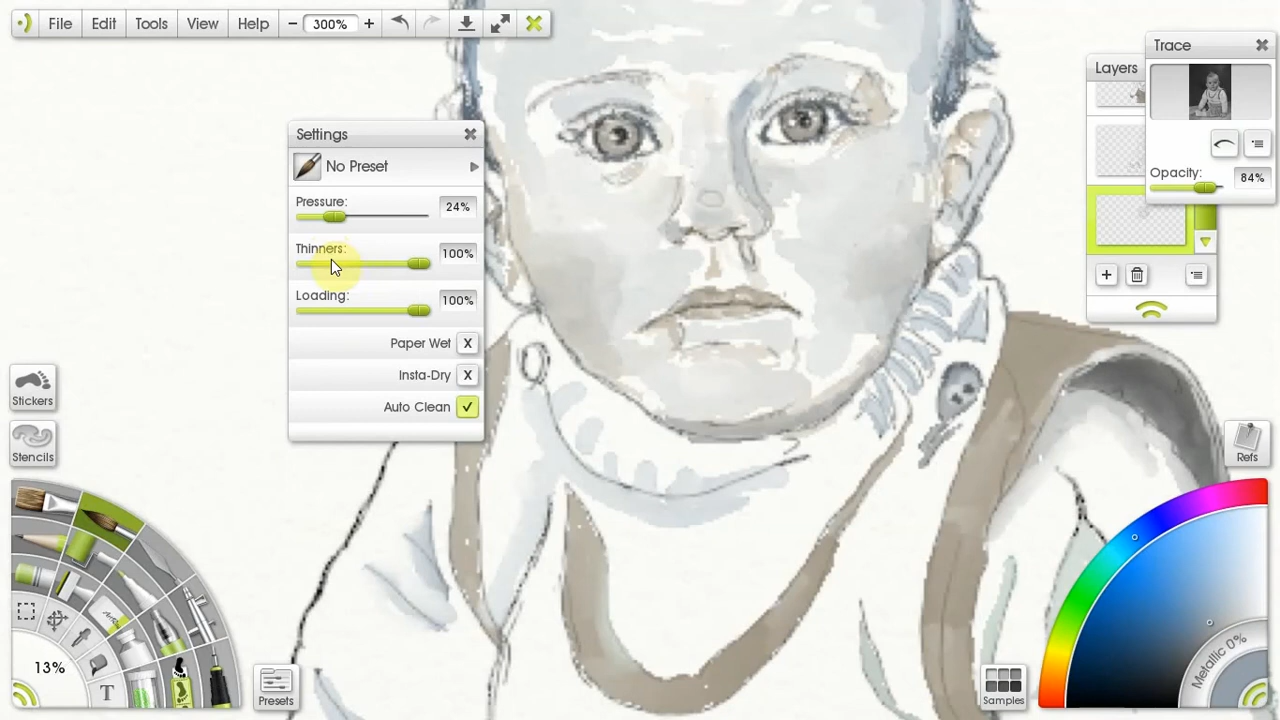 File Edit Tools View Help − 300% +
Trace
Layers
Opacity:
84%
Settings
No Preset
Pressure:
24%
Thinners:
100%
Loading:
100%
Paper Wet X
Insta-Dry X
Auto Clean
Stickers
Stencils
Refs
13%
T
Presets
Samples
Metallic 0%